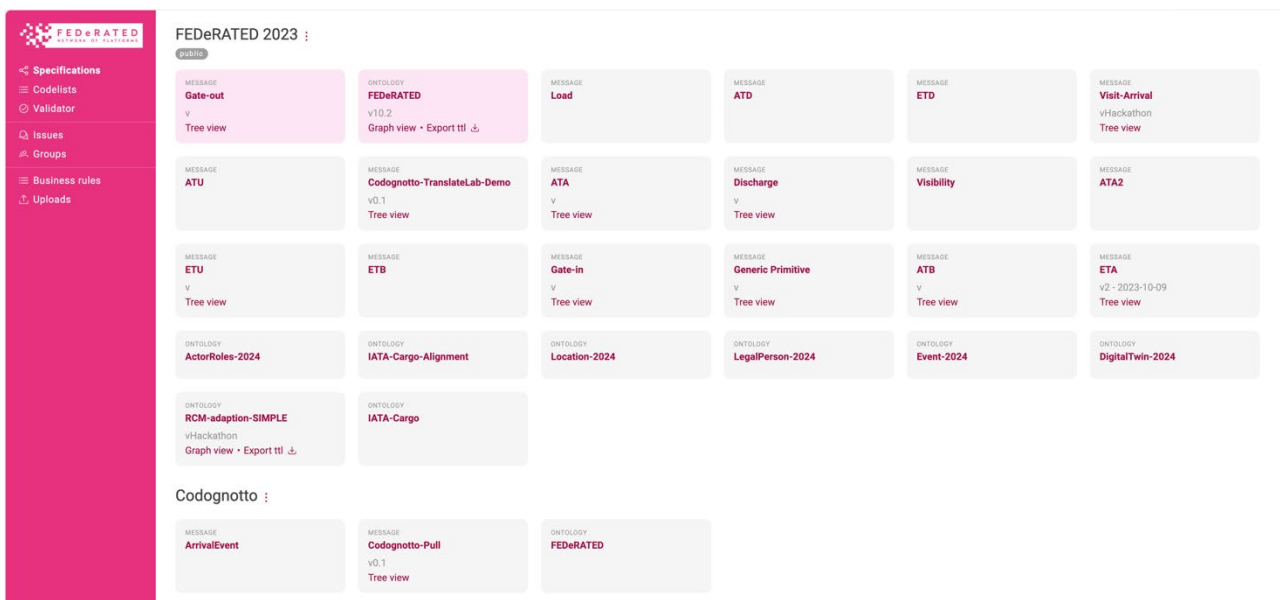 FEDeRATED
NETWORK OF PLATFORMS
Specifications
Codelists
Validator
Issues
Groups
Business rules
Uploads
FEDeRATED 2023
public
MESSAGE
Gate-out
v
Tree view
ONTOLOGY
FEDeRATED
v10.2
Graph view • Export ttl
MESSAGE
Load
MESSAGE
ATD
MESSAGE
ETD
MESSAGE
Visit-Arrival
vHackathon
Tree view
MESSAGE
ATU
MESSAGE
Codognotto-TranslateLab-Demo
v0.1
Tree view
MESSAGE
ATA
v
Tree view
MESSAGE
Discharge
v
Tree view
MESSAGE
Visibility
MESSAGE
ATA2
MESSAGE
ETU
v
Tree view
MESSAGE
ETB
MESSAGE
Gate-in
v
Tree view
MESSAGE
Generic Primitive
v
Tree view
MESSAGE
ATB
v
Tree view
MESSAGE
ETA
v2 - 2023-10-09
Tree view
ONTOLOGY
ActorRoles-2024
ONTOLOGY
IATA-Cargo-Alignment
ONTOLOGY
Location-2024
ONTOLOGY
LegalPerson-2024
ONTOLOGY
Event-2024
ONTOLOGY
DigitalTwin-2024
ONTOLOGY
RCM-adaption-SIMPLE
vHackathon
Graph view • Export ttl
ONTOLOGY
IATA-Cargo
Codognotto
MESSAGE
ArrivalEvent
MESSAGE
Codognotto-Pull
v0.1
Tree view
ONTOLOGY
FEDeRATED